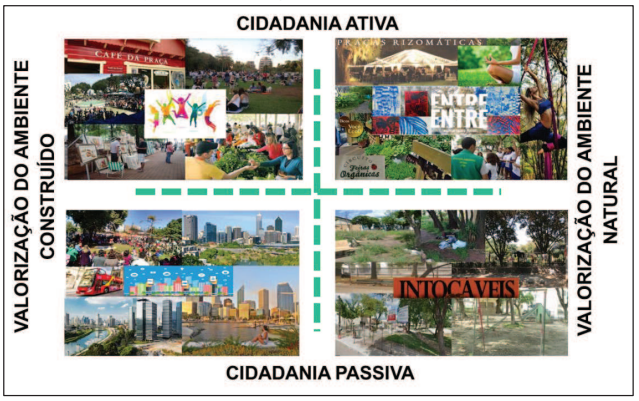 CIDADANIA ATIVA
VALORIZAÇÃO DO AMBIENTE
CONSTRUÍDO
CAFÉ DA PRAÇA
PRAÇAS RIZOMÁTICAS
ENTRE
ENTRE
Feiras
Orgânicas
VALORIZAÇÃO DO AMBIENTE
NATURAL
INTOCÁVEIS
CIDADANIA PASSIVA